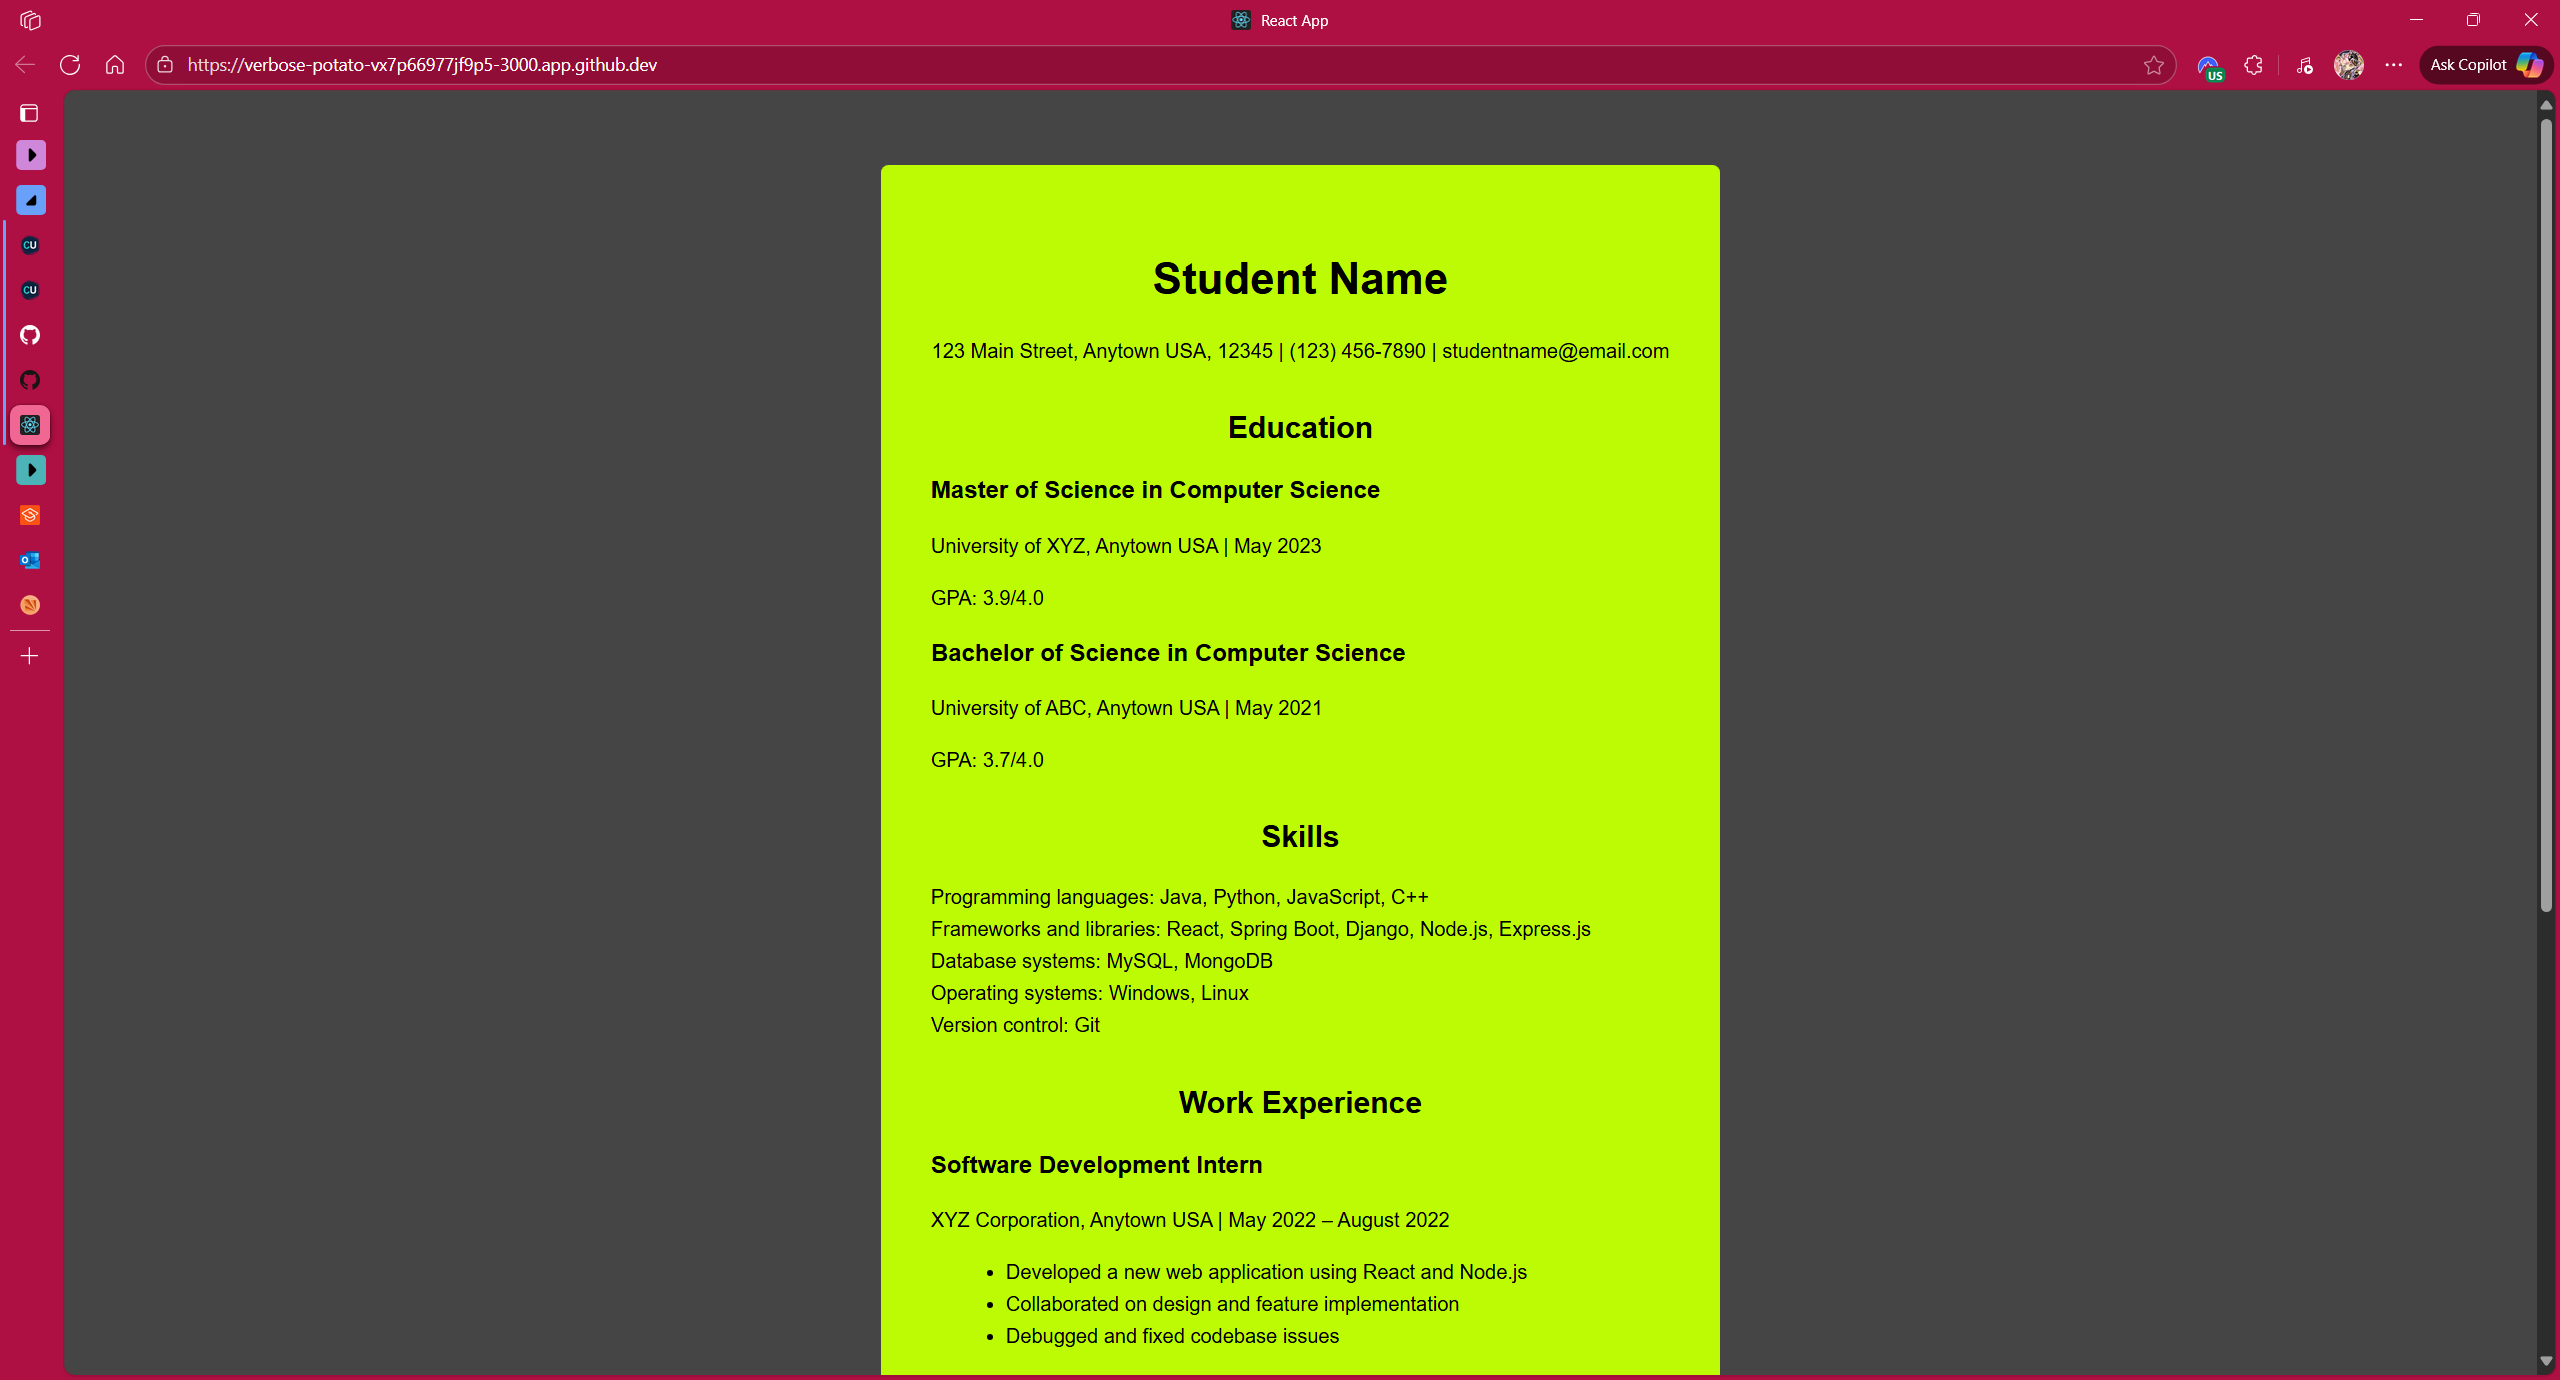 React App
https://verbose-potato-vx7p66977jf9p5-3000.app.github.dev
US
Ask Copilot
CU
CU
Student Name
123 Main Street, Anytown USA, 12345 | (123) 456-7890 | studentname@email.com
Education
Master of Science in Computer Science
University of XYZ, Anytown USA | May 2023
GPA: 3.9/4.0
Bachelor of Science in Computer Science
University of ABC, Anytown USA | May 2021
GPA: 3.7/4.0
Skills
Programming languages: Java, Python, JavaScript, C++
Frameworks and libraries: React, Spring Boot, Django, Node.js, Express.js
Database systems: MySQL, MongoDB
Operating systems: Windows, Linux
Version control: Git
Work Experience
Software Development Intern
XYZ Corporation, Anytown USA | May 2022 – August 2022
• Developed a new web application using React and Node.js
• Collaborated on design and feature implementation
• Debugged and fixed codebase issues